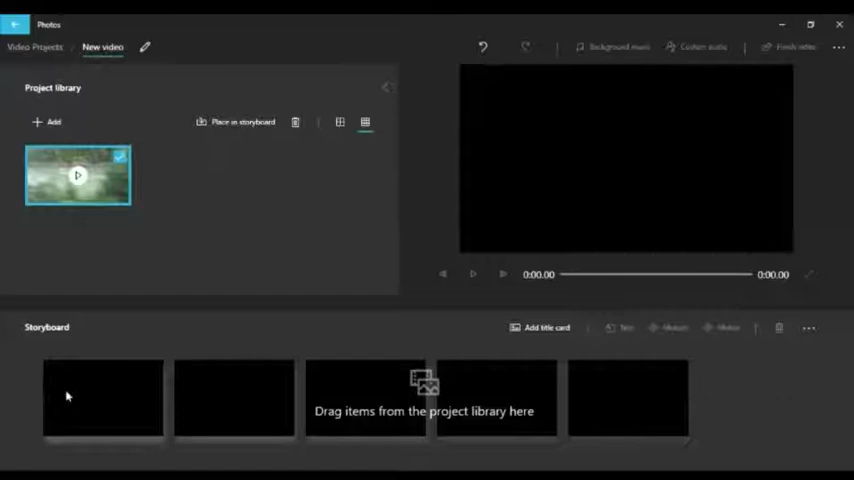 Photos
Video Projects / New video
Background music
Custom audio
Finish video
Project library
+ Add
Place in storyboard
0:00.00
0:00.00
Storyboard
Add title card
Text
Motion
Drag items from the project library here